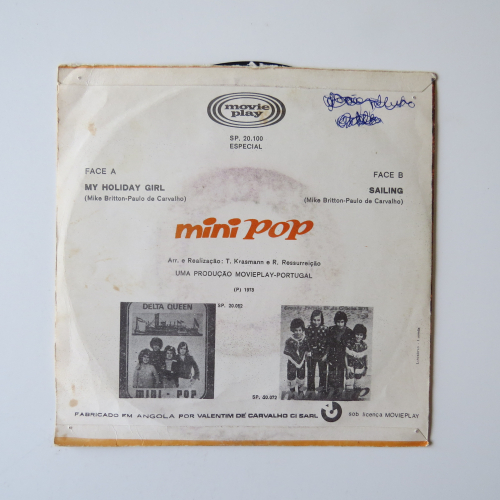 movie
play
SP. 20.100
ESPECIAL
FACE A
MY HOLIDAY GIRL
(Mike Britton-Paulo de Carvalho)
FACE B
SAILING
(Mike Britton-Paulo de Carvalho)
mini pop
Arr. e Realização: T. Krasmann e R. Ressurreição
UMA PRODUÇÃO MOVIEPLAY-PORTUGAL
(P) 1973
DELTA QUEEN
MINI - POP
SP. 20.082
SP. 20.072
FABRICADO EM ANGOLA POR VALENTIM DE CARVALHO CI SARL
sob licença MOVIEPLAY